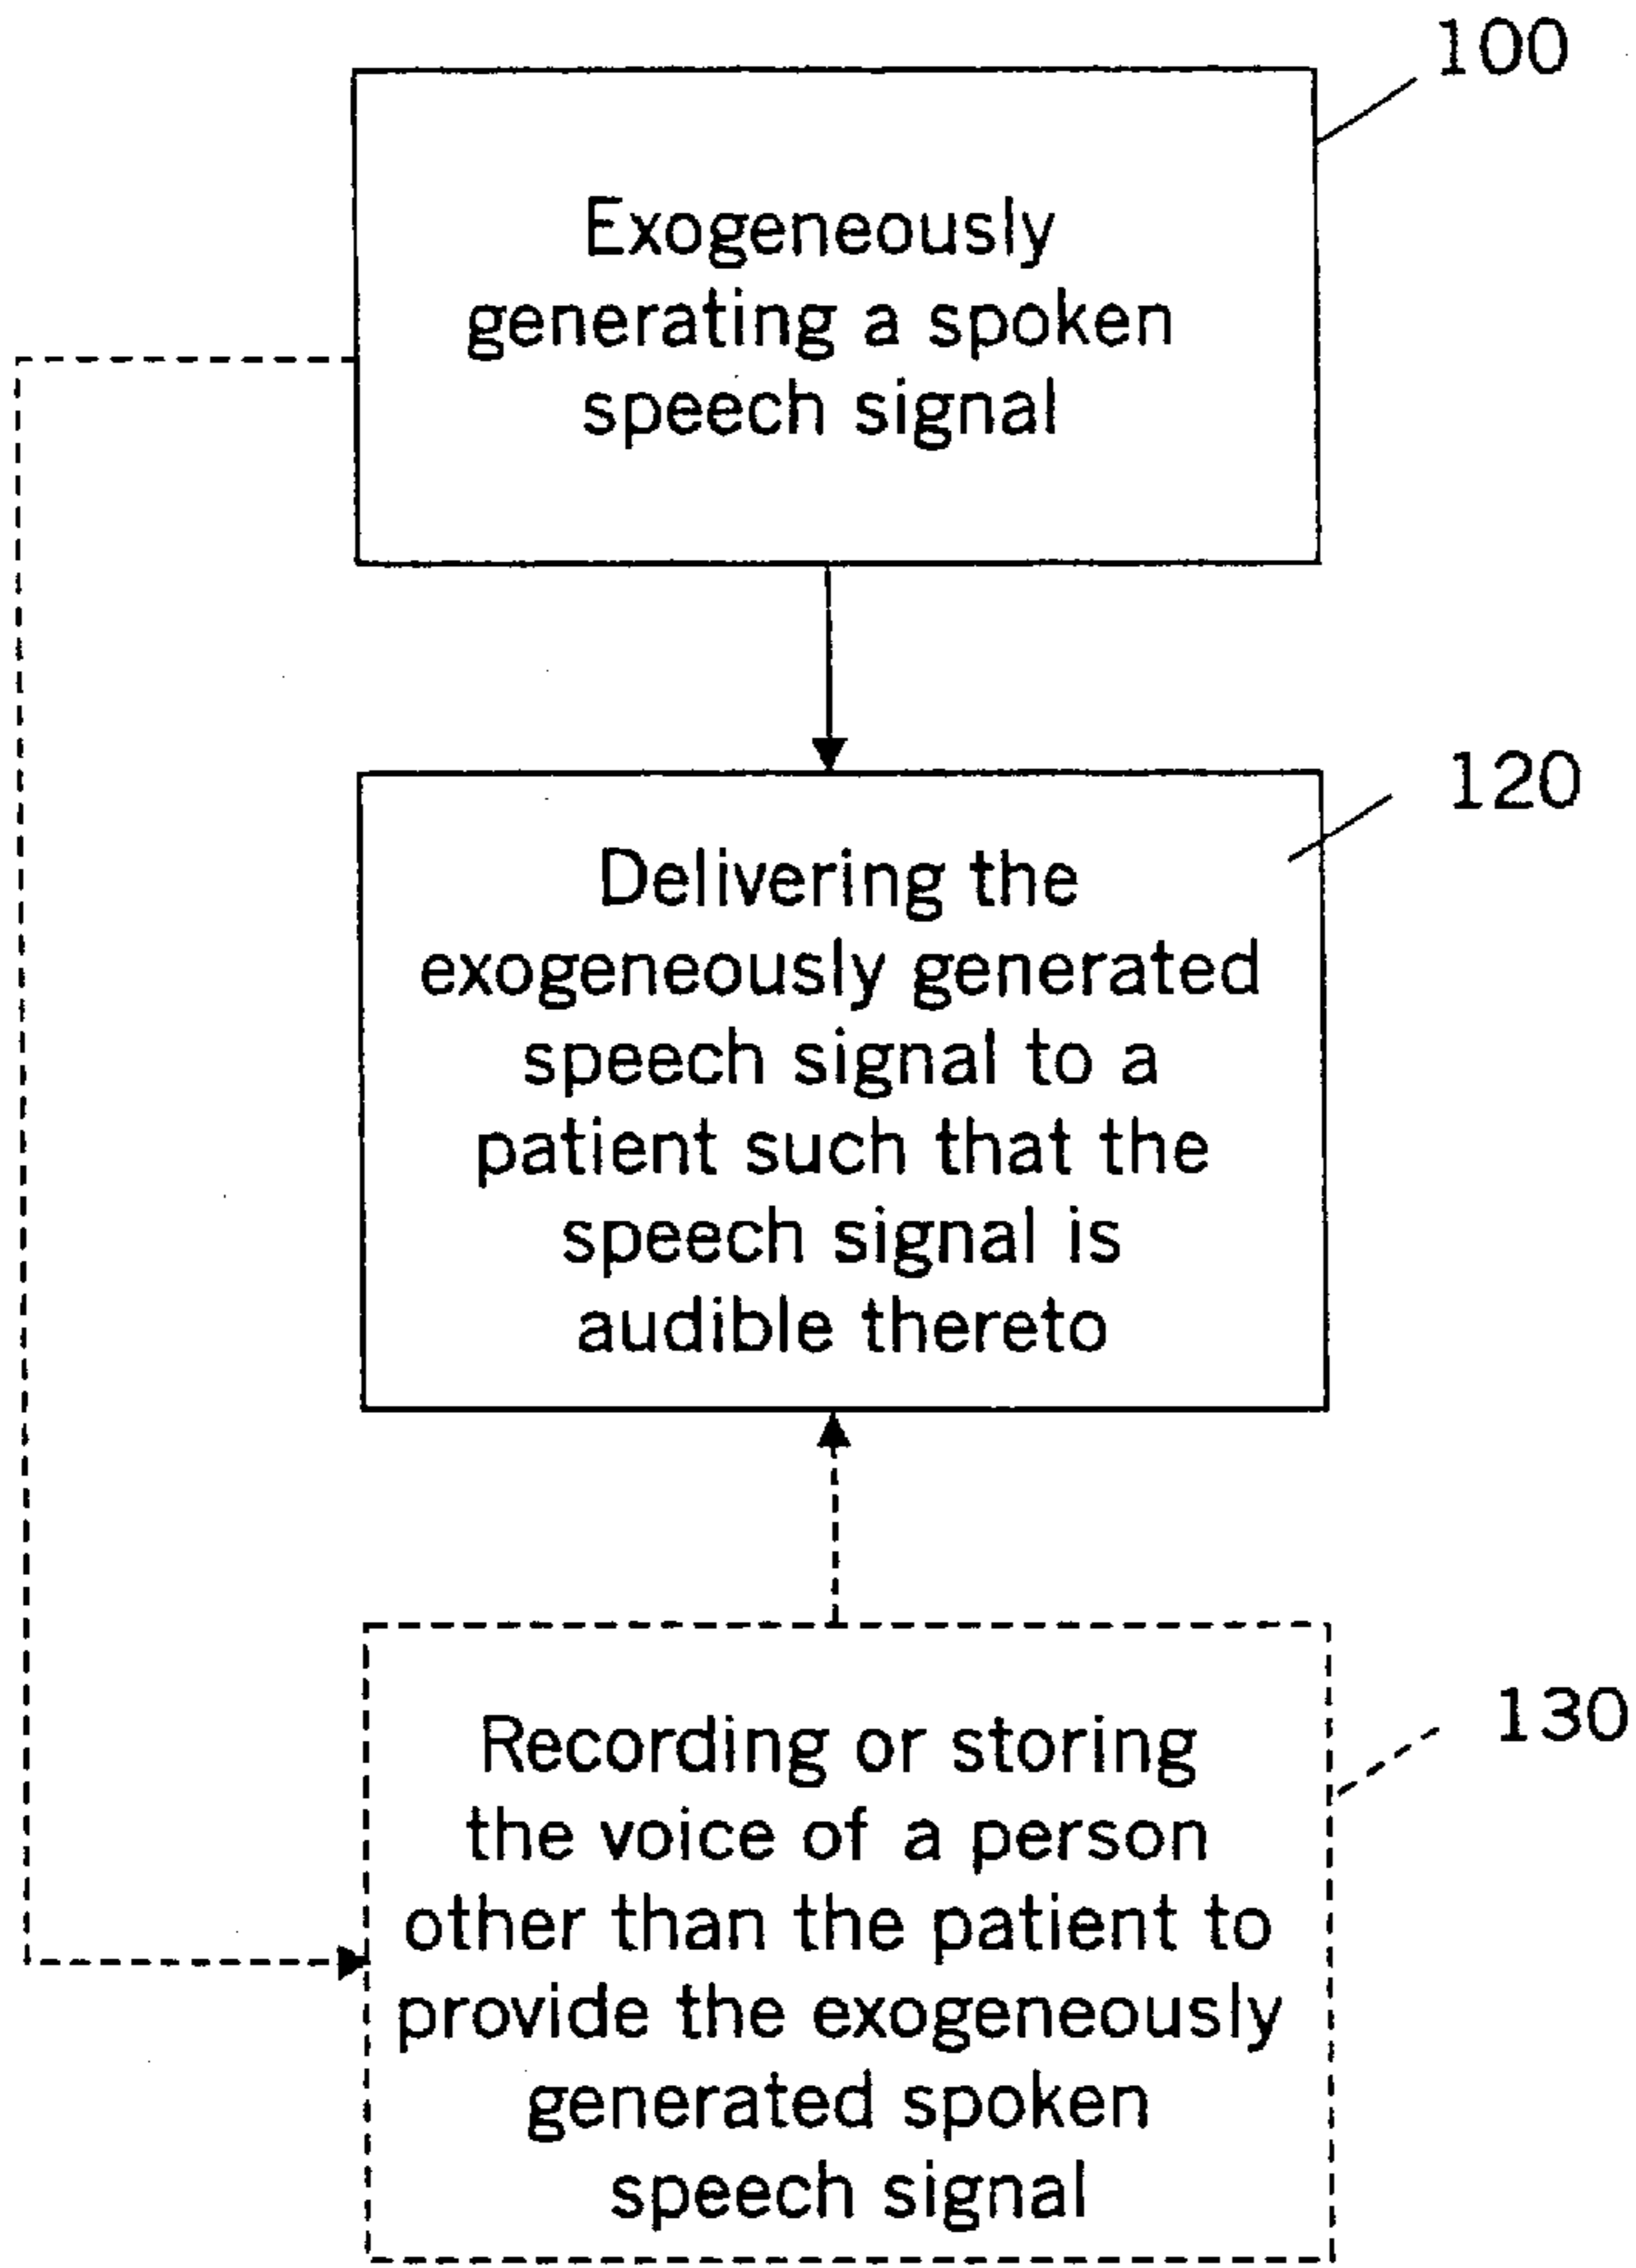 100
Exogeneously
generating a spoken
speech signal
120
Delivering the
exogeneously generated
speech signal to a
patient such that the
speech signal is
audible thereto
130
Recording or storing
the voice of a person
other than the patient to
provide the exogeneously
generated spoken
speech signal